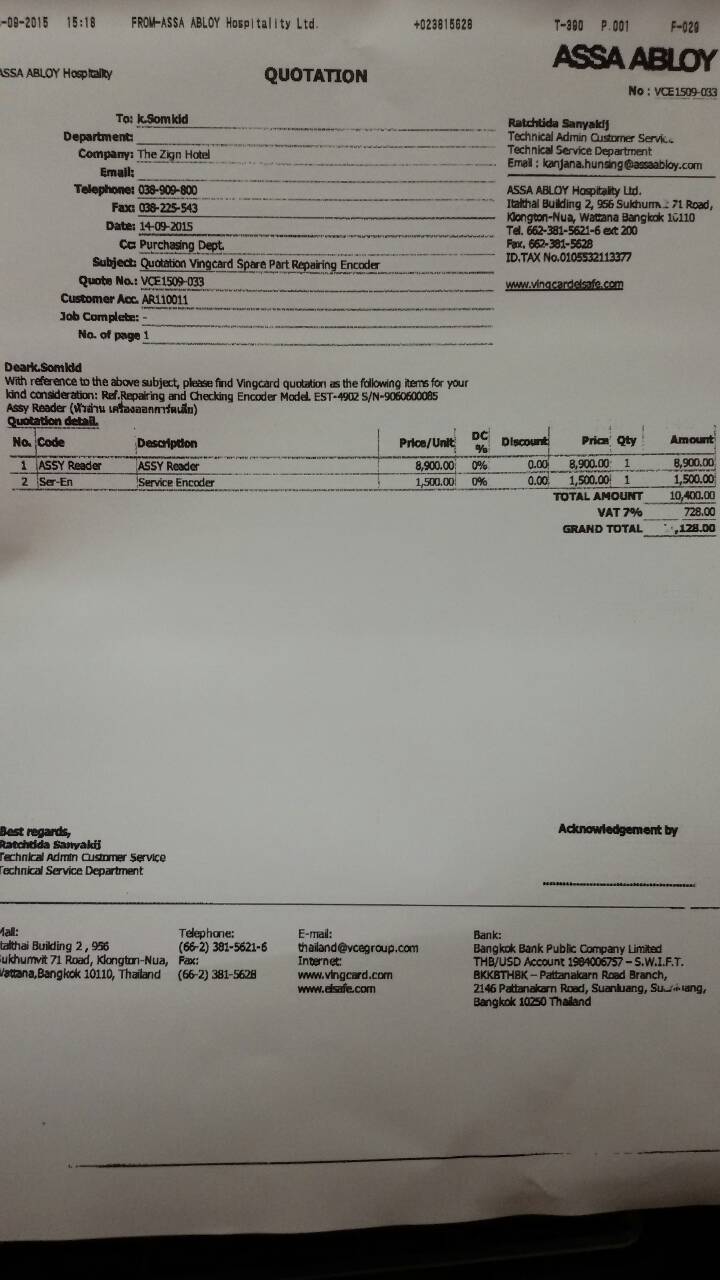 -09-2015 15:18 FROM-ASSA ABLOY Hospitality Ltd. +023815628 T-390 P.001 F-029
ASSA ABLOY
ASSA ABLOY Hospitality QUOTATION
No : VCE1509-033
To: k.Somkid
Department:
Company: The Zign Hotel
Email:
Telephone: 038-909-800
Fax: 038-225-543
Date: 14-09-2015
Cc: Purchasing Dept.
Subject: Quotation Vingcard Spare Part Repairing Encoder
Quote No.: VCE1509-033
Customer Acc. AR110011
Job Complete: -
No. of page 1
Ratchtida Sanyakij
Technical Admin Customer Service
Technical Service Department
Email : kanjana.hunsing@assaabloy.com
ASSA ABLOY Hospitality Ltd.
Italthai Building 2, 956 Sukhum 71 Road,
Klongton-Nua, Wattana Bangkok 10110
Tel. 662-381-5621-6 ext 200
Fax. 662-381-5628
ID.TAX No.0105532113377
www.vingcardelsafe.com
Deark.Somkid
With reference to the above subject, please find Vingcard quotation as the following items for your
kind consideration: Ref.Repairing and Checking Encoder Model. EST-4902 S/N-9060600085
Assy Reader (หัวอ่าน เครื่องออกการ์ดเสีย)
Quotation detail.
No. Code Description Price/Unit DC % Discount Price Qty Amount
1 ASSY Reader ASSY Reader 8,900.00 0% 0.00 8,900.00 1 8,900.00
2 Ser-En Service Encoder 1,500.00 0% 0.00 1,500.00 1 1,500.00
TOTAL AMOUNT 10,400.00
VAT 7% 728.00
GRAND TOTAL ,128.00
Best regards,
Ratchtida Sanyakij
Technical Admin Customer Service
Technical Service Department
Acknowledgement by
Mail:
Italthai Building 2 , 956
Sukhumvit 71 Road, Klongton-Nua,
Wattana,Bangkok 10110, Thailand
Telephone:
(66-2) 381-5621-6
Fax:
(66-2) 381-5628
E-mail:
thailand@vcegroup.com
Internet:
www.vingcard.com
www.elsafe.com
Bank:
Bangkok Bank Public Company Limited
THB/USD Account 1984006757 – S.W.I.F.T.
BKKBTHBK – Pattanakarn Road Branch,
2146 Pattanakarn Road, Suanluang,
Bangkok 10250 Thailand